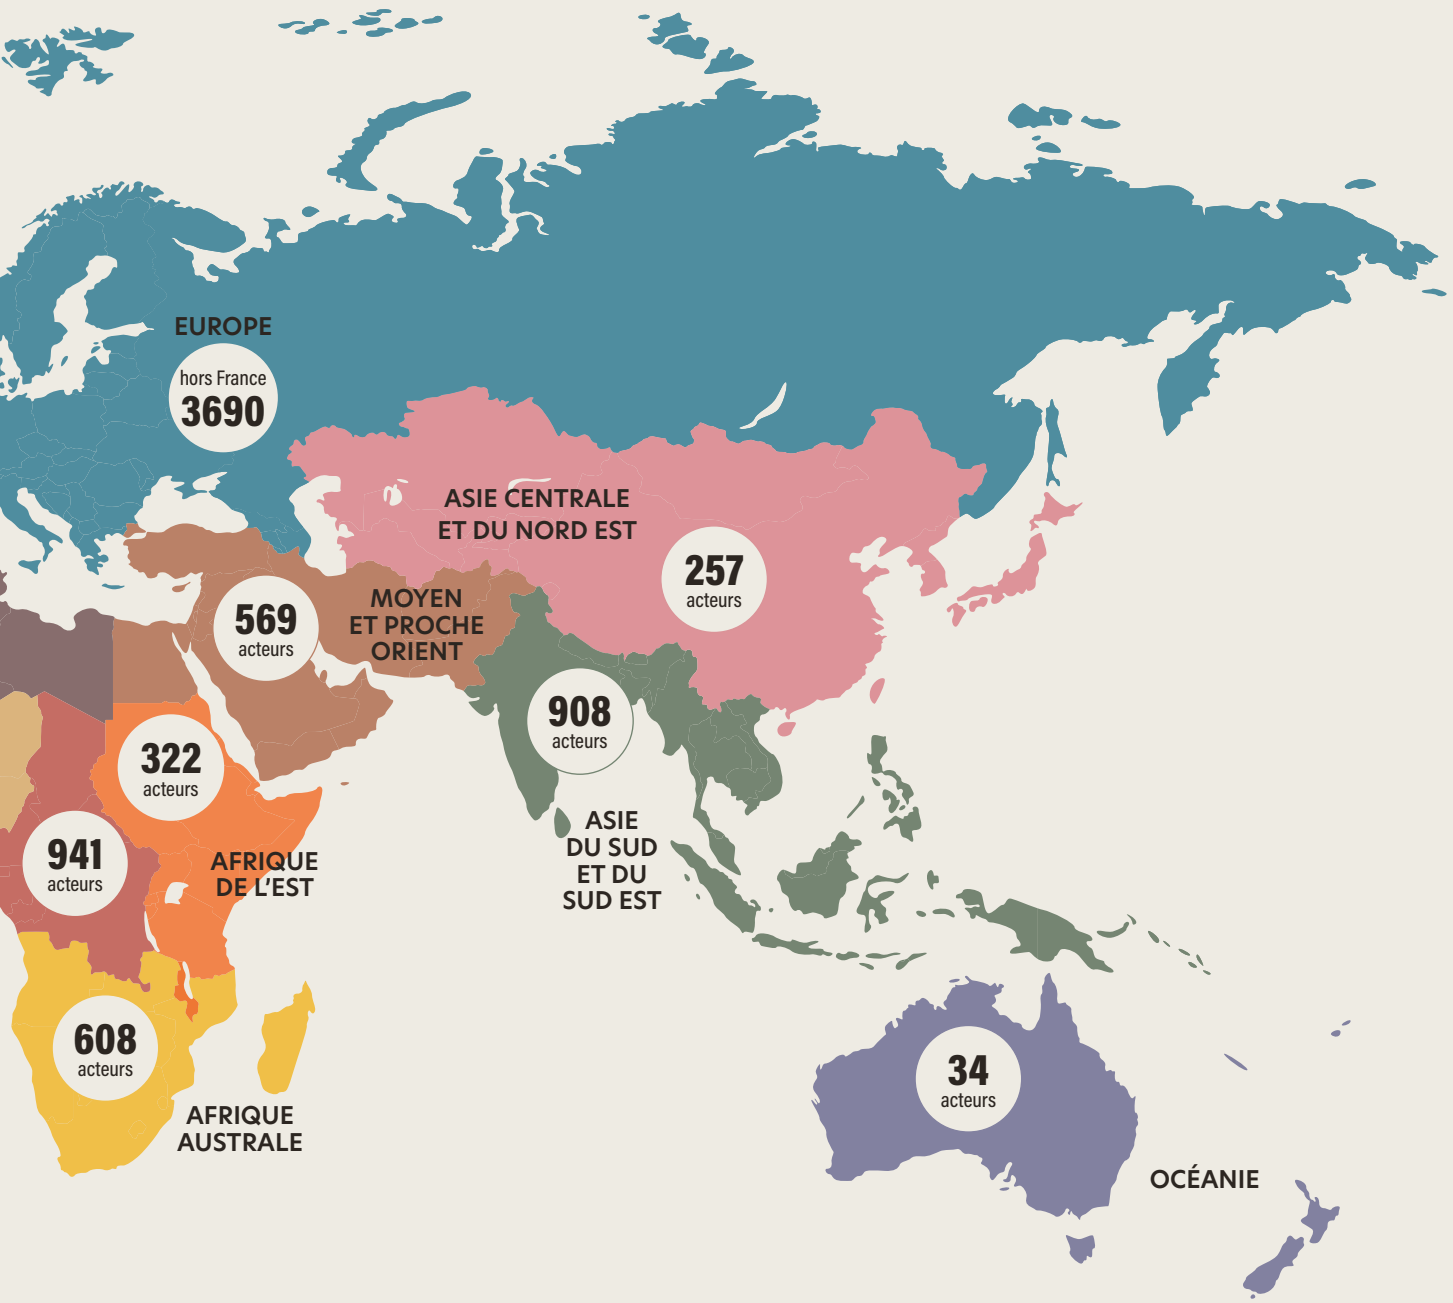 EUROPE
hors France
3690
ASIE CENTRALE
ET DU NORD EST
257
acteurs
MOYEN
ET PROCHE
ORIENT
569
acteurs
908
acteurs
ASIE
DU SUD
ET DU
SUD EST
322
acteurs
AFRIQUE
DE L’EST
941
acteurs
608
acteurs
AFRIQUE
AUSTRALE
34
acteurs
OCÉANIE